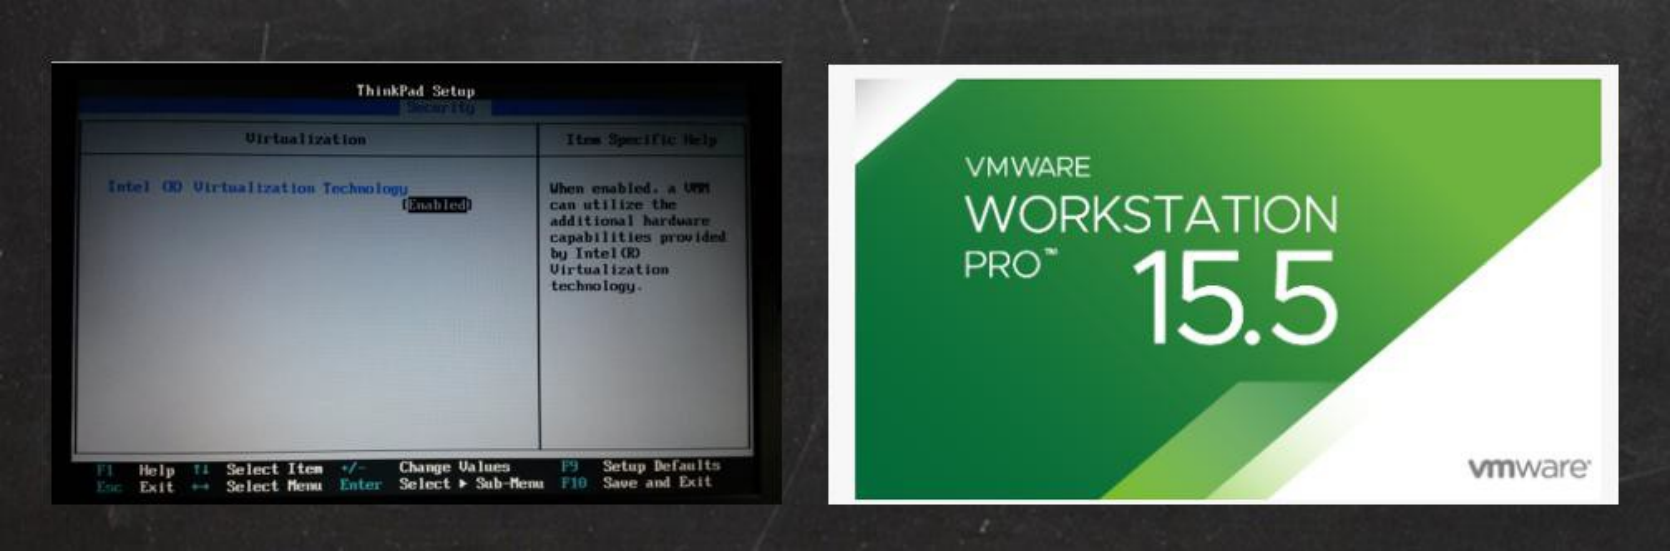 ThinkPad Setup
Security
Virtualization
Item Specific Help
Intel (R) Virtualization Technology
[Enabled]
When enabled, a VMM
can utilize the
additional hardware
capabilities provided
by Intel(R)
Virtualization
technology.
F1 Help ↑↓ Select Item +/- Change Values F9 Setup Defaults
Esc Exit ←→ Select Menu Enter Select ▶ Sub-Menu F10 Save and Exit
VMWARE
WORKSTATION
PRO™ 15.5
vmware®